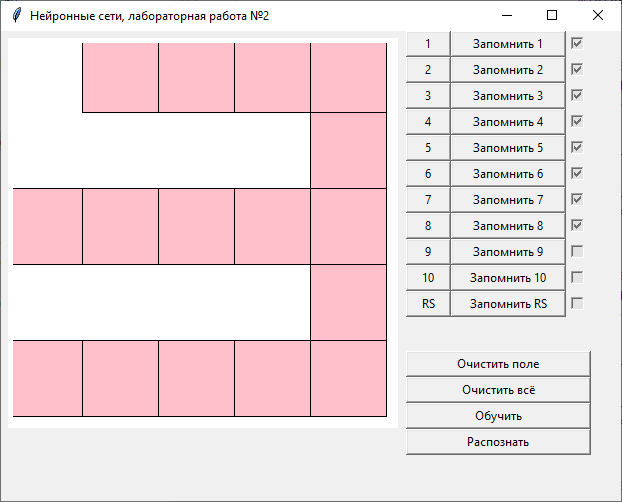 Нейронные сети, лабораторная работа №2
1 Запомнить 1
2 Запомнить 2
3 Запомнить 3
4 Запомнить 4
5 Запомнить 5
6 Запомнить 6
7 Запомнить 7
8 Запомнить 8
9 Запомнить 9
10 Запомнить 10
RS Запомнить RS
Очистить поле
Очистить всё
Обучить
Распознать